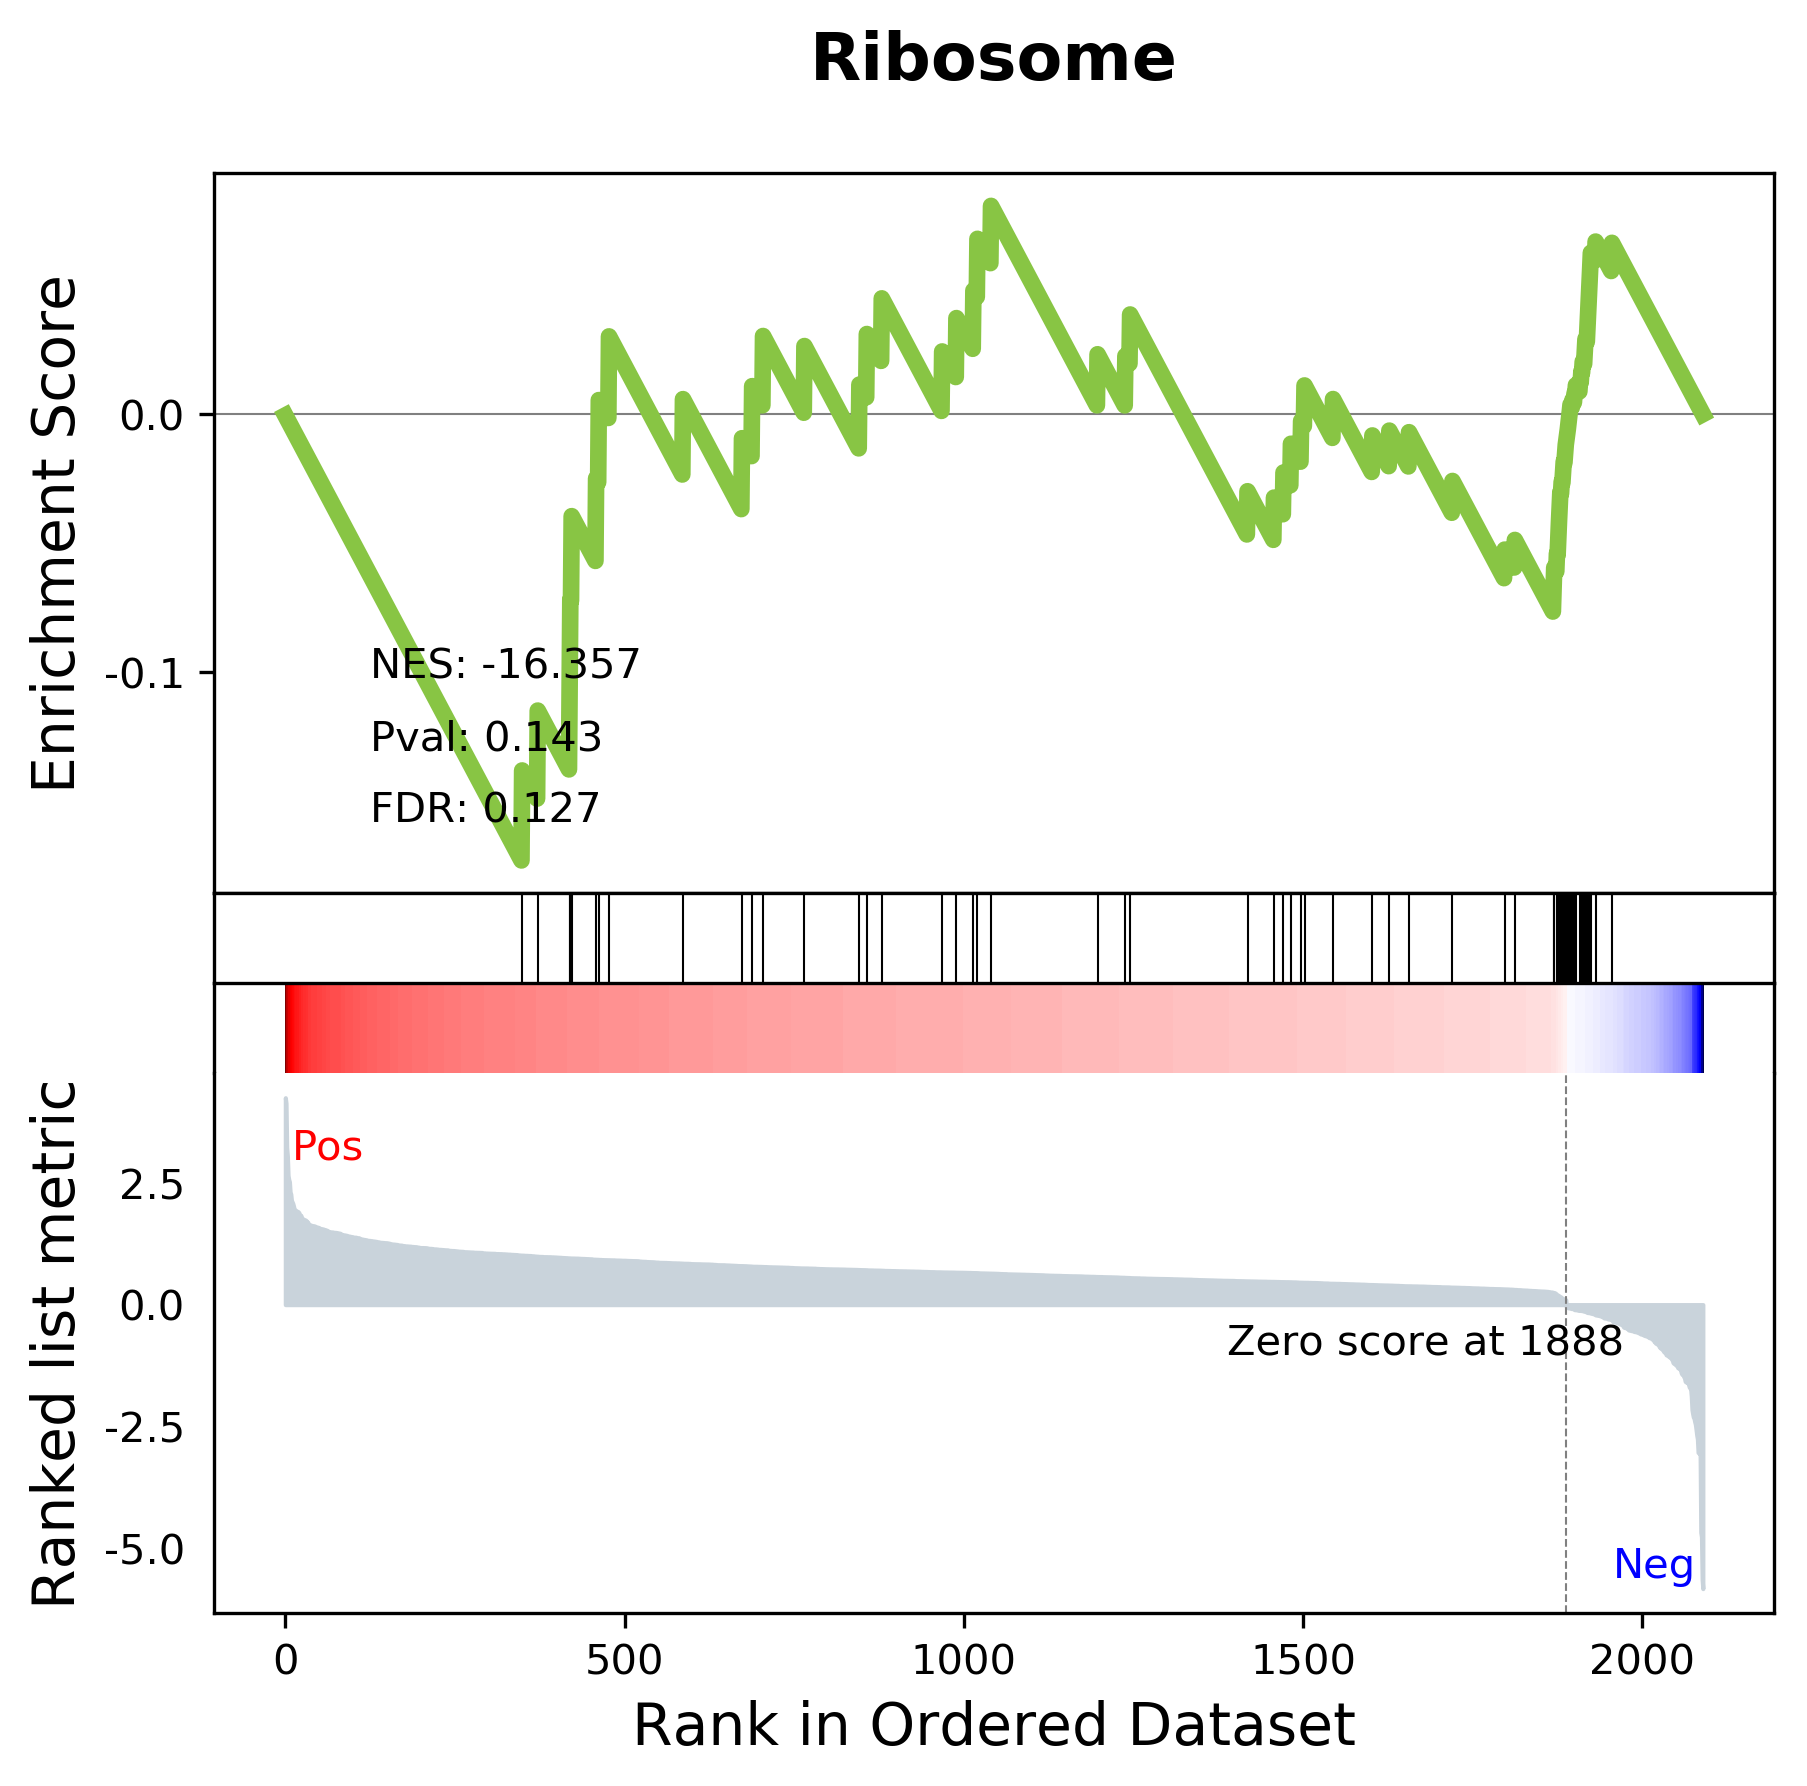 Ribosome
Enrichment Score
0.0
-0.1
NES: -16.357
Pval: 0.143
FDR: 0.127
Ranked list metric
Pos
2.5
0.0
-2.5
-5.0
Zero score at 1888
Neg
0 500 1000 1500 2000
Rank in Ordered Dataset